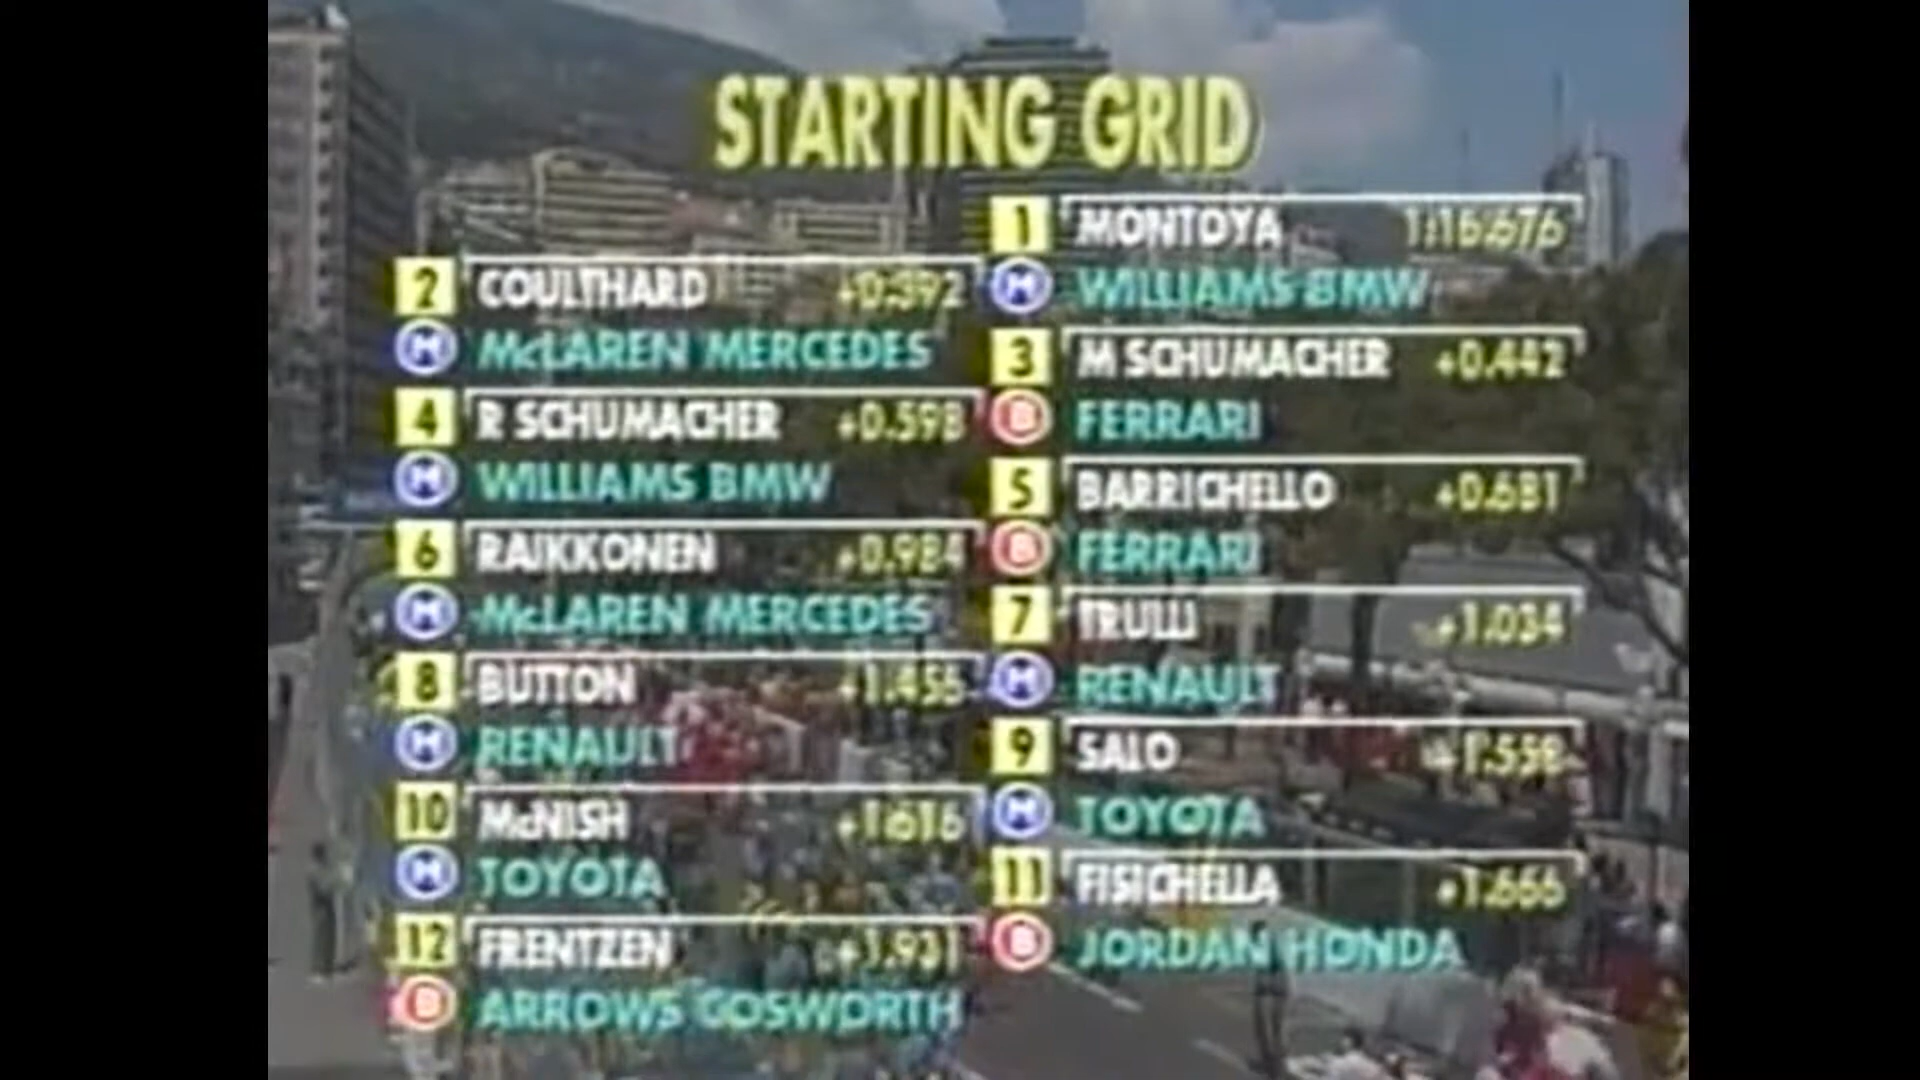 STARTING GRID
1 MONTOYA 1:16.676
M WILLIAMS BMW
2 COULTHARD +0.392
M McLAREN MERCEDES
3 M SCHUMACHER +0.442
B FERRARI
4 R SCHUMACHER +0.598
M WILLIAMS BMW
5 BARRICHELLO +0.681
B FERRARI
6 RAIKKONEN +0.984
M McLAREN MERCEDES
7 TRULLI +1.034
M RENAULT
8 BUTTON +1.456
M RENAULT
9 SALO +1.558
M TOYOTA
10 McNISH +1.616
M TOYOTA
11 FISICHELLA +1.666
B JORDAN HONDA
12 FRENTZEN +1.931
B ARROWS COSWORTH